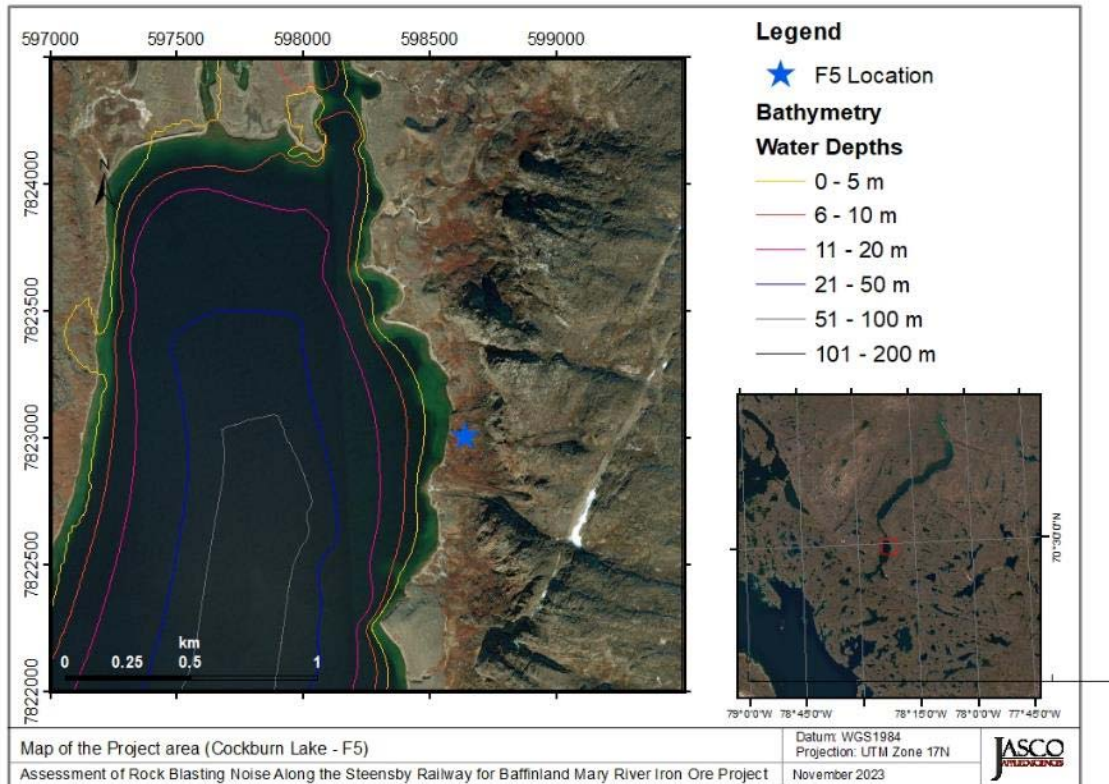 597000 597500 598000 598500 599000
7824000
7823500
7823000
7822500
7822000
N
km
0 0.25 0.5 1
Legend
F5 Location
Bathymetry
Water Depths
0 - 5 m
6 - 10 m
11 - 20 m
21 - 50 m
51 - 100 m
101 - 200 m
70°30'0"N
79°0'0"W 78°45'0"W 78°15'0"W 78°0'0"W 77°45'0"W
Map of the Project area (Cockburn Lake - F5)
Assessment of Rock Blasting Noise Along the Steensby Railway for Baffinland Mary River Iron Ore Project
Datum: WGS1984
Projection: UTM Zone 17N
November 2023
JASCO
APPLIED SCIENCES